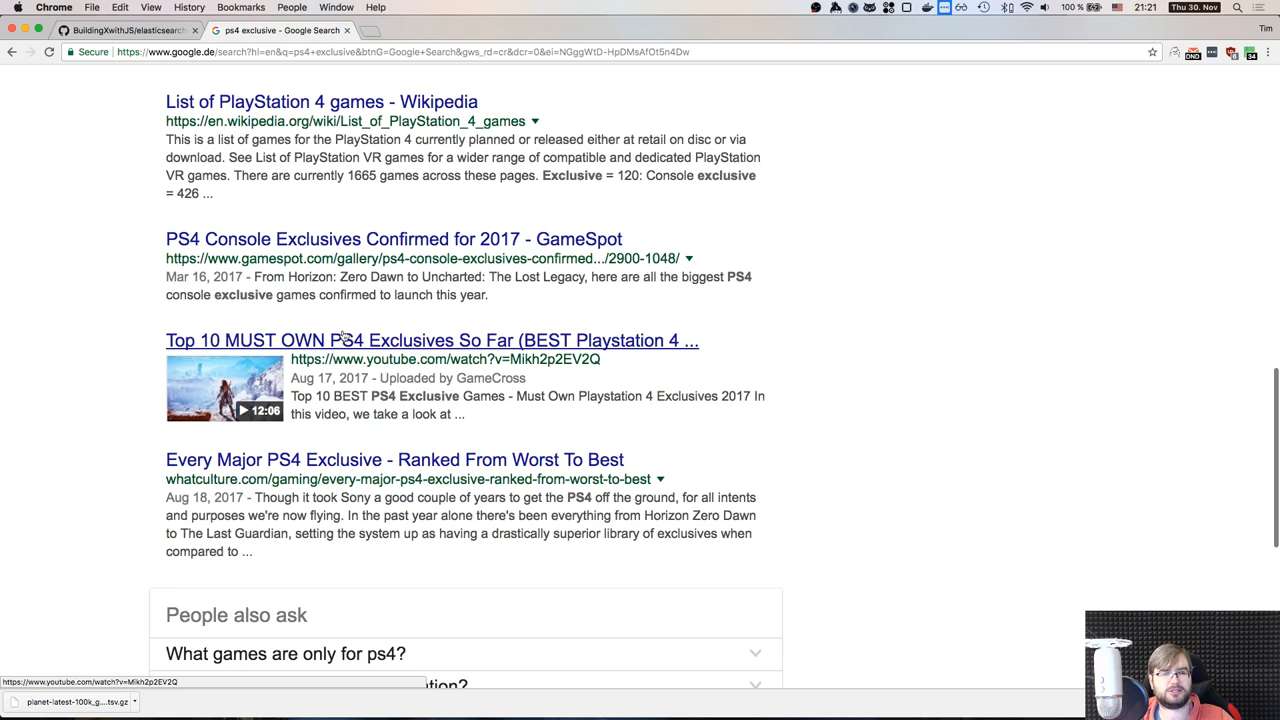 Chrome File Edit View History Bookmarks People Window Help 100 % 21:21 Thu 30. Nov
BuildingXwithJS/elasticsearch ps4 exclusive - Google Search Tim
Secure https://www.google.de/search?hl=en&q=ps4+exclusive&btnG=Google+Search&gws_rd=cr&dcr=0&ei=NGggWtD-HpDMsAfOt5n4Dw
List of PlayStation 4 games - Wikipedia
https://en.wikipedia.org/wiki/List_of_PlayStation_4_games
This is a list of games for the PlayStation 4 currently planned or released either at retail on disc or via
download. See List of PlayStation VR games for a wider range of compatible and dedicated PlayStation
VR games. There are currently 1665 games across these pages. Exclusive = 120: Console exclusive
= 426 ...
PS4 Console Exclusives Confirmed for 2017 - GameSpot
https://www.gamespot.com/gallery/ps4-console-exclusives-confirmed.../2900-1048/
Mar 16, 2017 - From Horizon: Zero Dawn to Uncharted: The Lost Legacy, here are all the biggest PS4
console exclusive games confirmed to launch this year.
Top 10 MUST OWN PS4 Exclusives So Far (BEST Playstation 4 ...
https://www.youtube.com/watch?v=Mikh2p2EV2Q
Aug 17, 2017 - Uploaded by GameCross
Top 10 BEST PS4 Exclusive Games - Must Own Playstation 4 Exclusives 2017 In
12:06
this video, we take a look at ...
Every Major PS4 Exclusive - Ranked From Worst To Best
whatculture.com/gaming/every-major-ps4-exclusive-ranked-from-worst-to-best
Aug 18, 2017 - Though it took Sony a good couple of years to get the PS4 off the ground, for all intents
and purposes we're now flying. In the past year alone there's been everything from Horizon Zero Dawn
to The Last Guardian, setting the system up as having a drastically superior library of exclusives when
compared to ...
People also ask
What games are only for ps4?
https://www.youtube.com/watch?v=Mikh2p2EV2Q
planet-latest-100k_g....tsv.gz